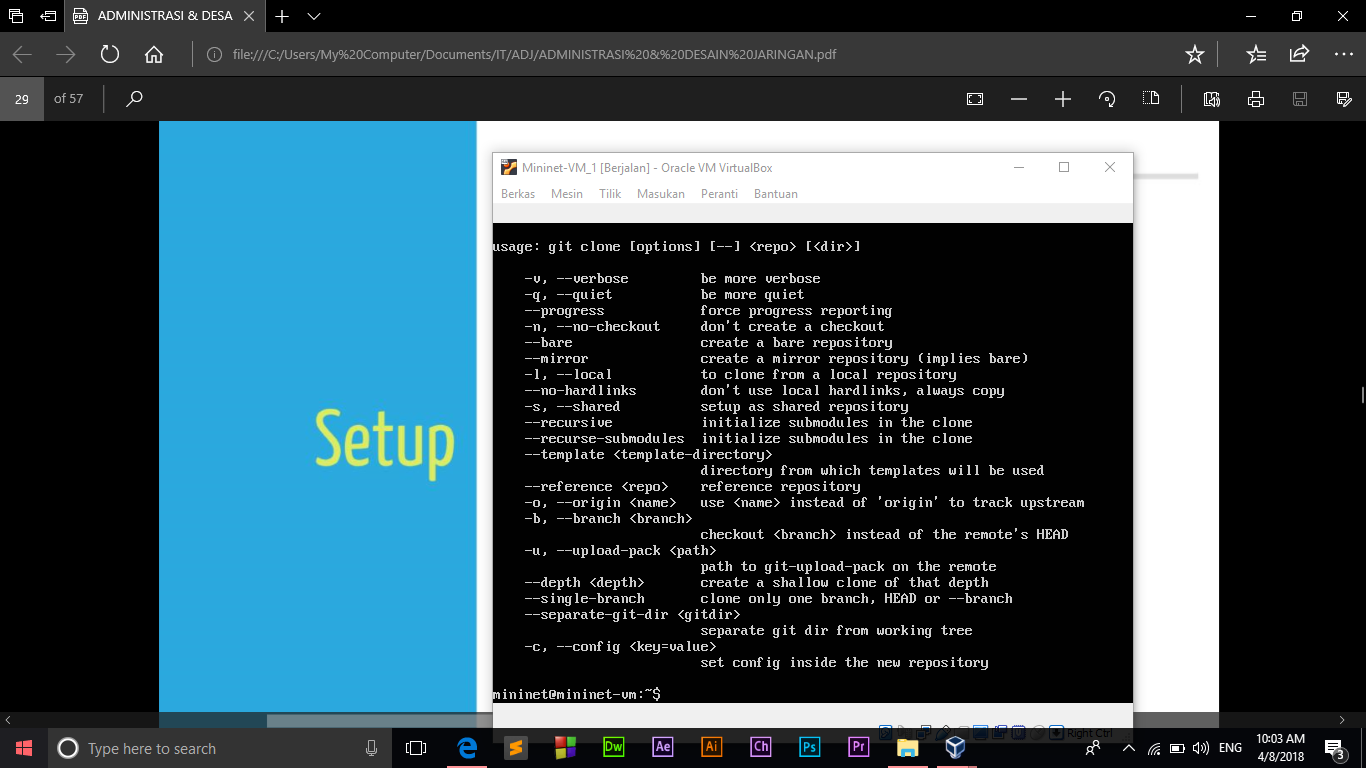 ADMINISTRASI & DESA
file:///C:/Users/My%20Computer/Documents/IT/ADJ/ADMINISTRASI%20&%20DESAIN%20JARINGAN.pdf
29 of 57
Setup
Mininet-VM_1 [Berjalan] - Oracle VM VirtualBox
Berkas Mesin Tilik Masukan Peranti Bantuan
usage: git clone [options] [--] <repo> [<dir>]
-v, --verbose be more verbose
-q, --quiet be more quiet
--progress force progress reporting
-n, --no-checkout don't create a checkout
--bare create a bare repository
--mirror create a mirror repository (implies bare)
-l, --local to clone from a local repository
--no-hardlinks don't use local hardlinks, always copy
-s, --shared setup as shared repository
--recursive initialize submodules in the clone
--recurse-submodules initialize submodules in the clone
--template <template-directory>
directory from which templates will be used
--reference <repo> reference repository
-o, --origin <name> use <name> instead of 'origin' to track upstream
-b, --branch <branch>
checkout <branch> instead of the remote's HEAD
-u, --upload-pack <path>
path to git-upload-pack on the remote
--depth <depth> create a shallow clone of that depth
--single-branch clone only one branch, HEAD or --branch
--separate-git-dir <gitdir>
separate git dir from working tree
-c, --config <key=value>
set config inside the new repository
mininet@mininet-vm:~$
Right Ctrl
Type here to search
Dw Ae Ai Ch Ps Pr
ENG
10:03 AM
4/8/2018
3